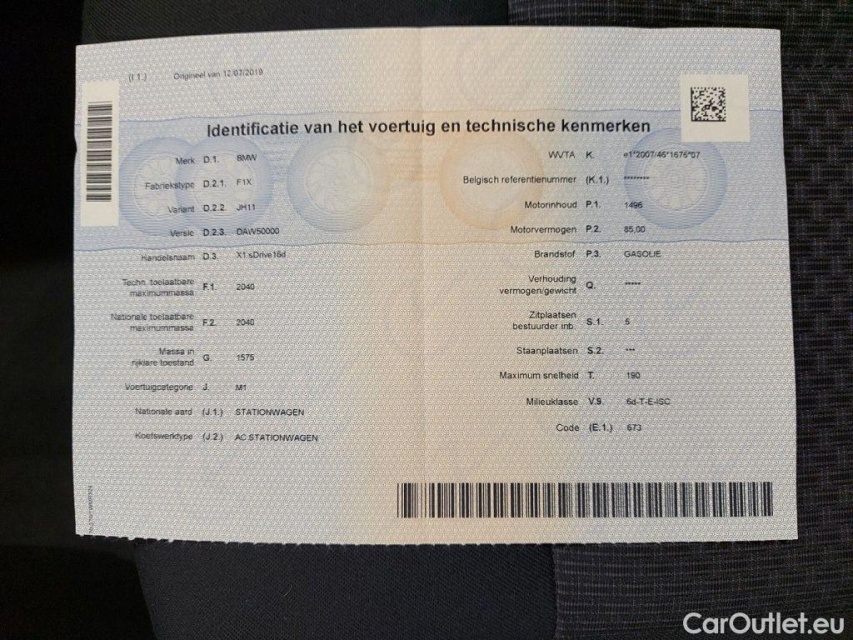 (I.1.) Origineel van 12/07/2019
Identificatie van het voertuig en technische kenmerken
Merk D.1. BMW
Fabriekstype D.2.1. F1X
Variant D.2.2. JH11
Versie D.2.3. DAW50000
Handelsnaam D.3. X1 sDrive16d
Techn. toelaatbare
maximummassa F.1. 2040
Nationale toelaatbare
maximummassa F.2. 2040
Massa in
rijklare toestand G. 1575
Voertuigcategorie J. M1
Nationale aard (J.1.) STATIONWAGEN
Koetswerktype (J.2.) AC STATIONWAGEN
WVTA K. e1*2007/46*1676*07
Belgisch referentienummer (K.1.) ********
Motorinhoud P.1. 1496
Motorvermogen P.2. 85,00
Brandstof P.3. GASOLIE
Verhouding
vermogen/gewicht Q. *****
Zitplaatsen
bestuurder inb. S.1. 5
Staanplaatsen S.2. ***
Maximum snelheid T. 190
Milieuklasse V.9. 6d-T-E-ISC
Code (E.1.) 673
CarOutlet.eu